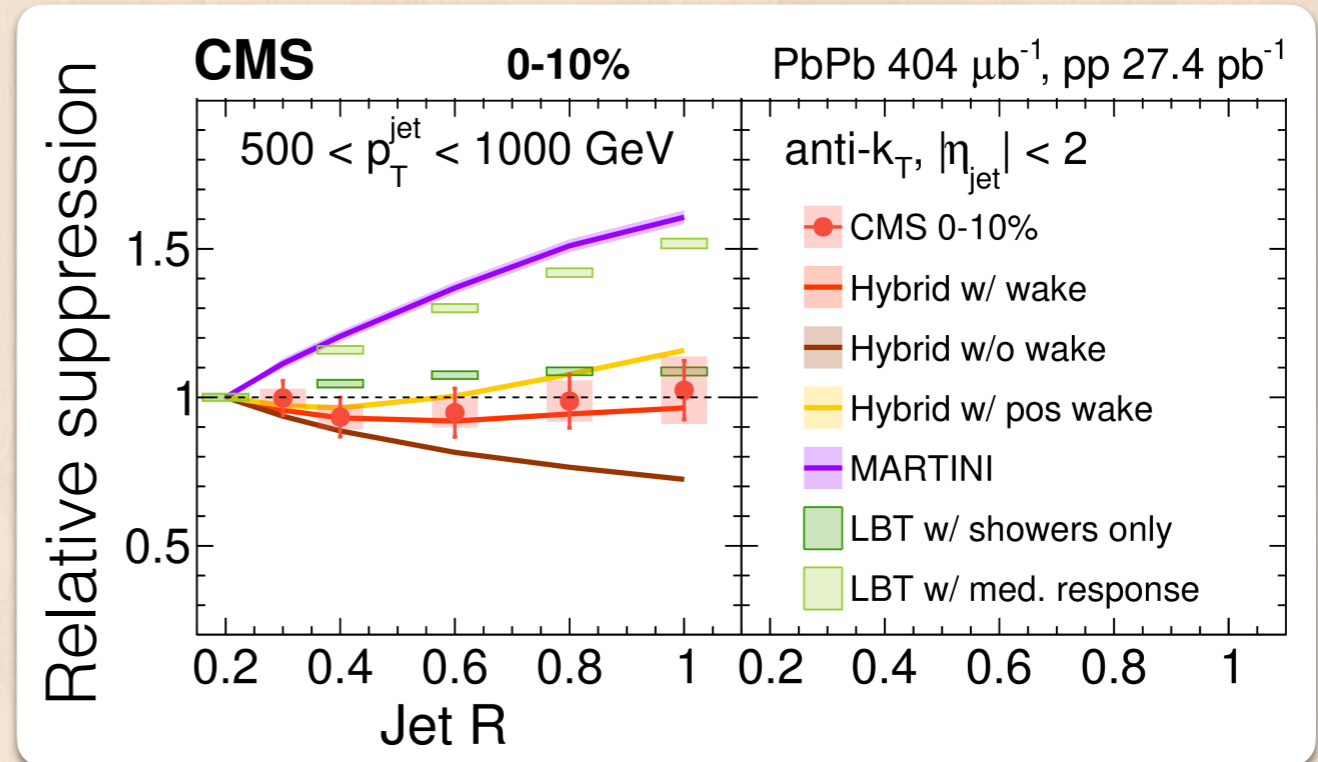 CMS 0-10% PbPb 404 μb⁻¹, pp 27.4 pb⁻¹
500 < p_T^jet < 1000 GeV
anti-k_T, |η_jet| < 2
CMS 0-10%
Hybrid w/ wake
Hybrid w/o wake
Hybrid w/ pos wake
MARTINI
LBT w/ showers only
LBT w/ med. response
Relative suppression
1.5
1
0.5
0.2 0.4 0.6 0.8 1 0.2 0.4 0.6 0.8 1
Jet R